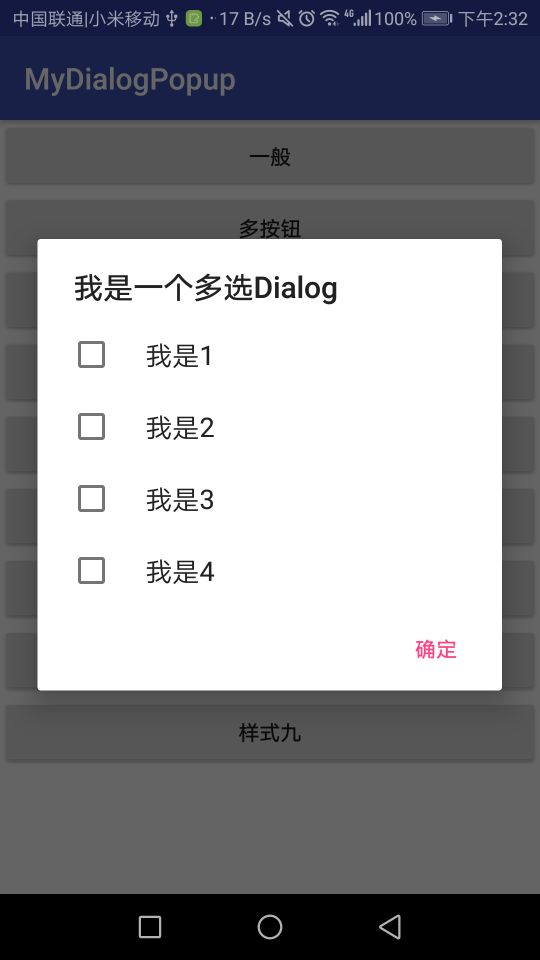 中国联通|小米移动 · 17 B/s 4G 100% 下午2:32
MyDialogPopup
一般
多按钮
我是一个多选Dialog
我是1
我是2
我是3
我是4
确定
样式九